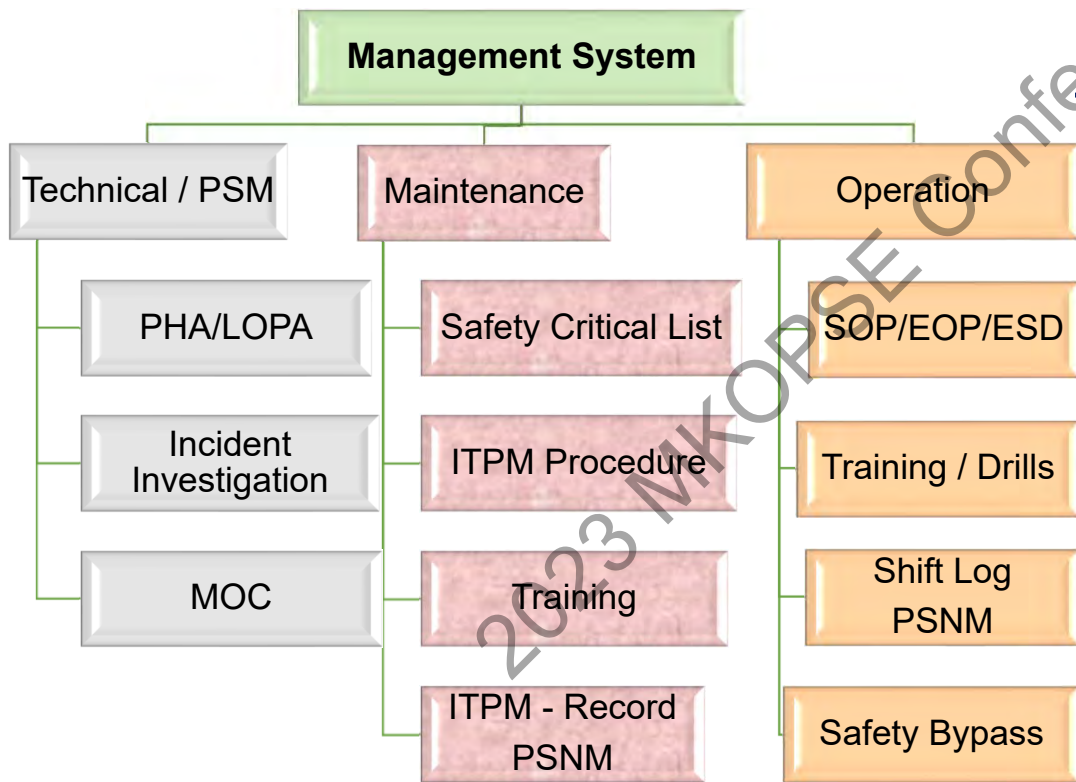 Management System
Technical / PSM
Maintenance
Operation
PHA/LOPA
Safety Critical List
SOP/EOP/ESD
Incident
Investigation
ITPM Procedure
Training / Drills
MOC
Training
Shift Log
PSNM
ITPM - Record
PSNM
Safety Bypass
2023 MKOPSE Confe